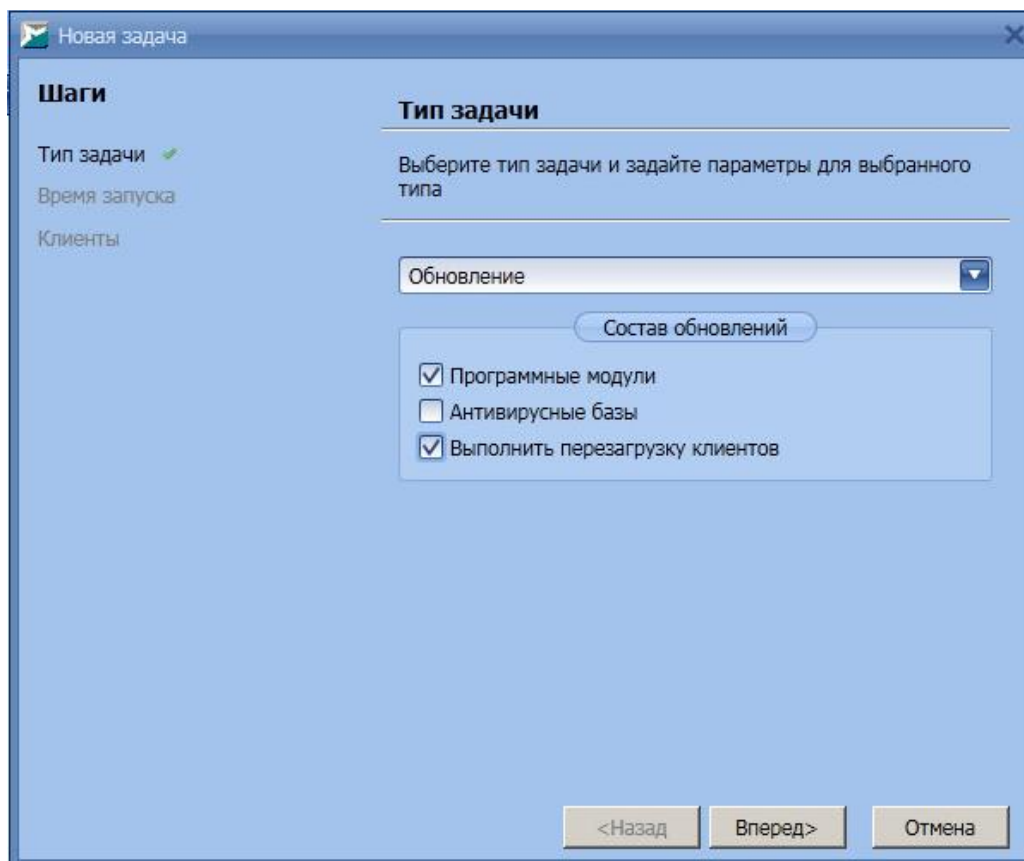 Новая задача
Шаги
Тип задачи
Время запуска
Клиенты
Тип задачи
Выберите тип задачи и задайте параметры для выбранного
типа
Обновление
Состав обновлений
Программные модули
Антивирусные базы
Выполнить перезагрузку клиентов
<Назад
Вперед>
Отмена